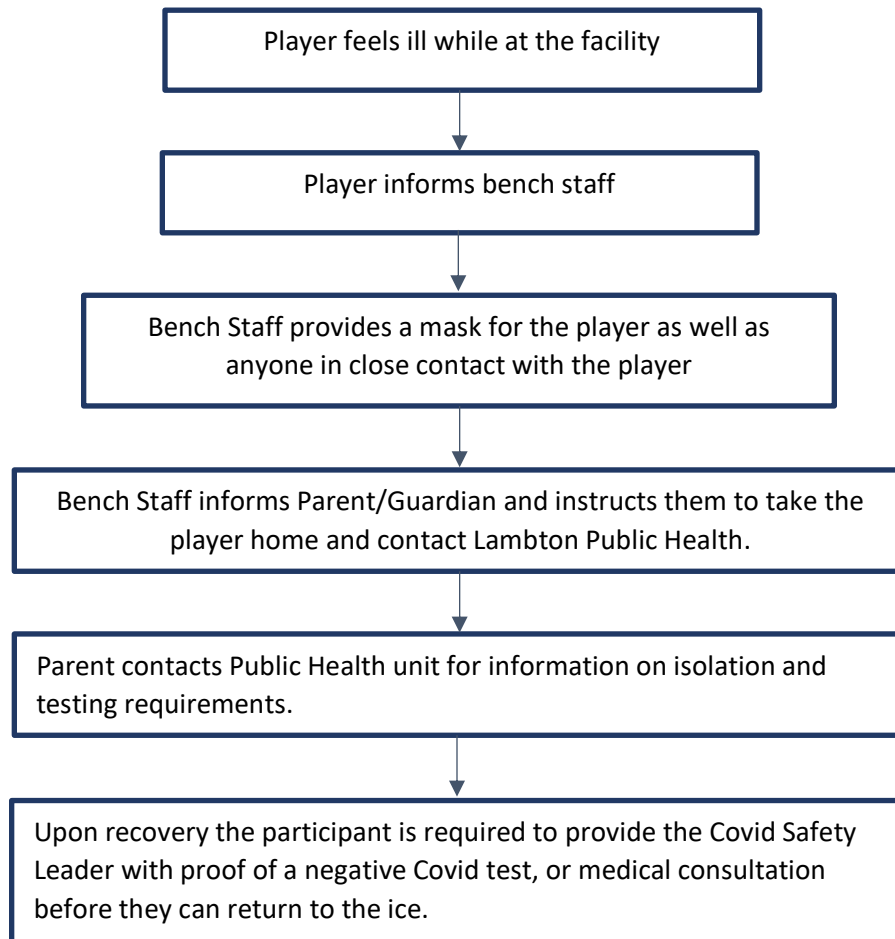 Player feels ill while at the facility
Player informs bench staff
Bench Staff provides a mask for the player as well as
anyone in close contact with the player
Bench Staff informs Parent/Guardian and instructs them to take the
player home and contact Lambton Public Health.
Parent contacts Public Health unit for information on isolation and
testing requirements.
Upon recovery the participant is required to provide the Covid Safety
Leader with proof of a negative Covid test, or medical consultation
before they can return to the ice.